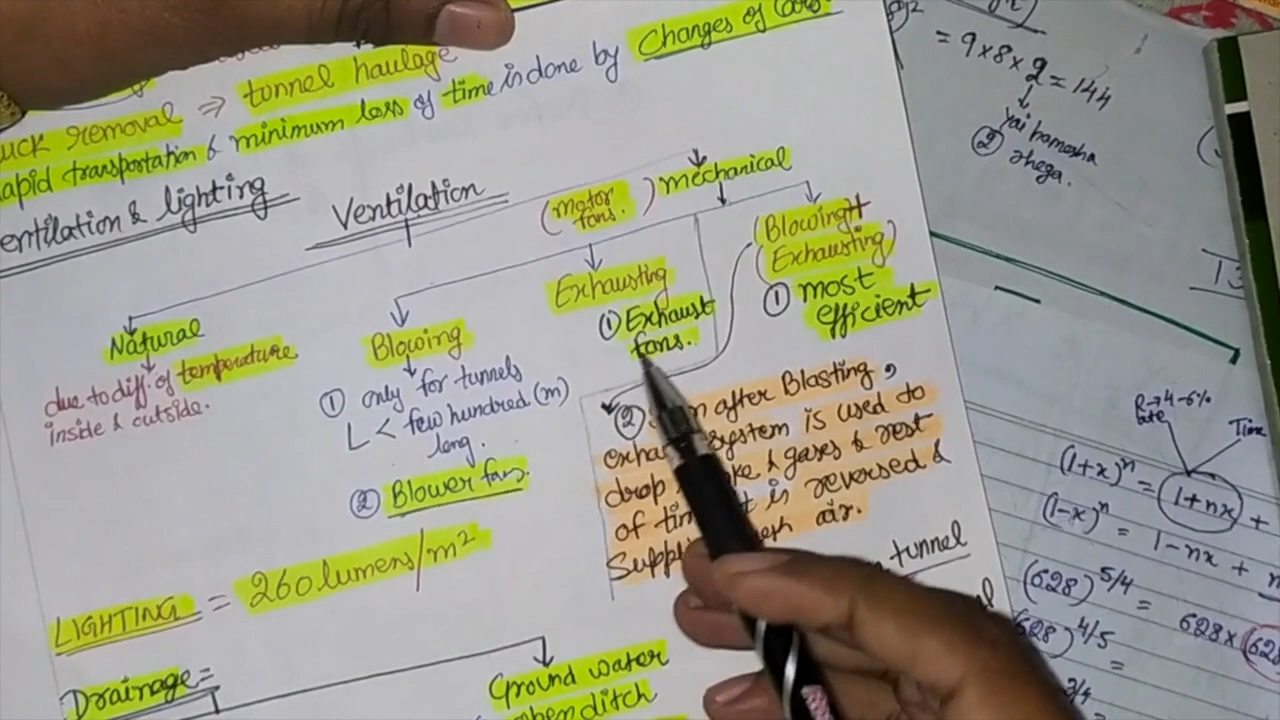 uck removal ⇒ tunnel haulage
apid transportation & minimum loss of time is done by changes of cars.
entilation & lighting
Ventilation
(motor fans.) mechanical
Natural
due to diff. of temperature
inside & outside.
Blowing
① only for tunnels
L < few hundred (m)
long.
② Blower fans.
Exhausting
① Exhaust
fans.
(Blowing +
Exhausting)
① most
efficient
② after Blasting,
system is used to
drop & gases & rest
of is reversed &
air.
LIGHTING = 260 lumens/m²
Drainage =
Ground water
ditch
tunnel
= 9×8×2 = 144
yai hamesha
② rhega.
13
R → 4-6%
Rate
Time
(1+x)ⁿ = 1+nx +
(1-x)ⁿ = 1-nx + n
(628)^5/4 = 628×(628
(628)^4/5 =
3/4